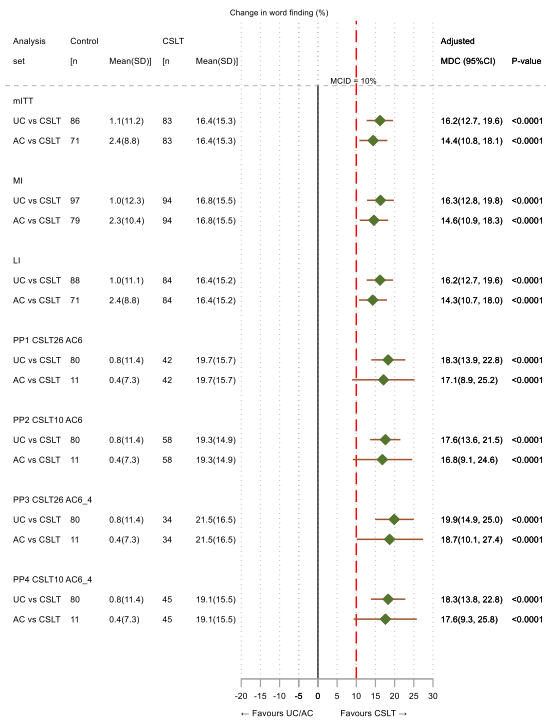 Change in word finding (%)
Analysis Control CSLT Adjusted
set [n Mean(SD)] [n Mean(SD)] MDC (95%CI) P-value
MCID = 10%
mITT
UC vs CSLT 86 1.1(11.2) 83 16.4(15.3) 16.2(12.7, 19.6) <0.0001
AC vs CSLT 71 2.4(8.8) 83 16.4(15.3) 14.4(10.8, 18.1) <0.0001
MI
UC vs CSLT 97 1.0(12.3) 94 16.8(15.5) 16.3(12.8, 19.8) <0.0001
AC vs CSLT 79 2.3(10.4) 94 16.8(15.5) 14.6(10.9, 18.3) <0.0001
LI
UC vs CSLT 88 1.0(11.1) 84 16.4(15.2) 16.2(12.7, 19.6) <0.0001
AC vs CSLT 71 2.4(8.8) 84 16.4(15.2) 14.3(10.7, 18.0) <0.0001
PP1 CSLT26 AC6
UC vs CSLT 80 0.8(11.4) 42 19.7(15.7) 18.3(13.9, 22.8) <0.0001
AC vs CSLT 11 0.4(7.3) 42 19.7(15.7) 17.1(8.9, 25.2) <0.0001
PP2 CSLT10 AC6
UC vs CSLT 80 0.8(11.4) 58 19.3(14.9) 17.6(13.6, 21.5) <0.0001
AC vs CSLT 11 0.4(7.3) 58 19.3(14.9) 16.8(9.1, 24.6) <0.0001
PP3 CSLT26 AC6_4
UC vs CSLT 80 0.8(11.4) 34 21.5(16.5) 19.9(14.9, 25.0) <0.0001
AC vs CSLT 11 0.4(7.3) 34 21.5(16.5) 18.7(10.1, 27.4) <0.0001
PP4 CSLT10 AC6_4
UC vs CSLT 80 0.8(11.4) 45 19.1(15.5) 18.3(13.8, 22.8) <0.0001
AC vs CSLT 11 0.4(7.3) 45 19.1(15.5) 17.6(9.3, 25.8) <0.0001
-20 -15 -10 -5 0 5 10 15 20 25 30
← Favours UC/AC Favours CSLT →